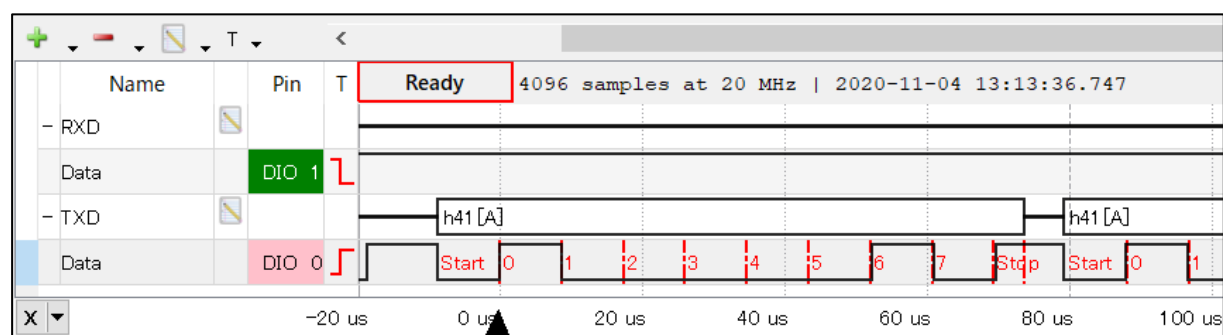 T <
Name Pin T Ready 4096 samples at 20 MHz | 2020-11-04 13:13:36.747
− RXD
Data DIO 1
− TXD h41[A] h41[A]
Data DIO 0 Start 0 1 2 3 4 5 6 7 Stop Start 0 1
X −20 us 0 us 20 us 40 us 60 us 80 us 100 us